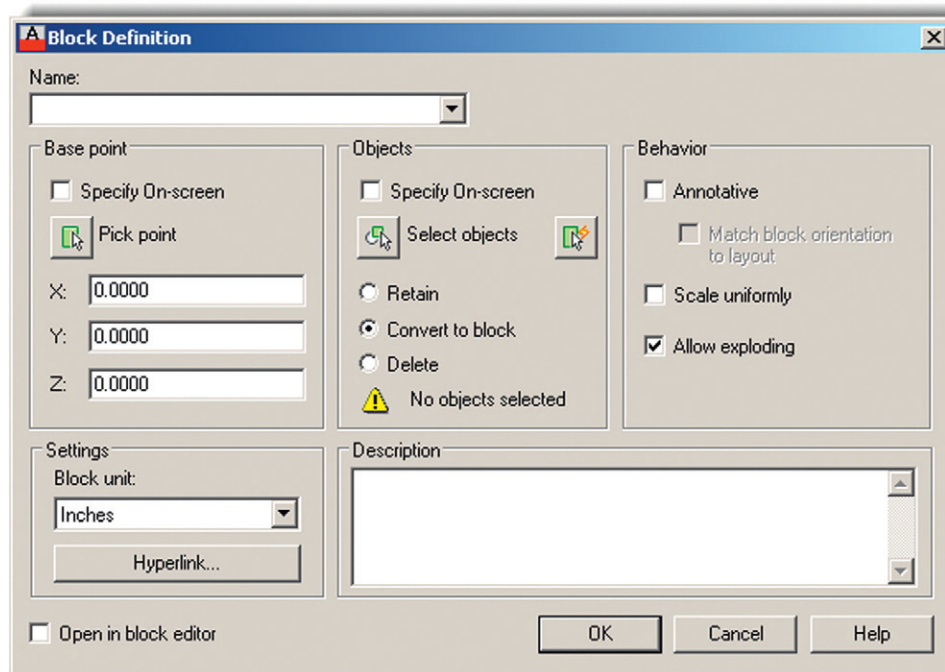 A Block Definition
Name:
Base point
Specify On-screen
Pick point
X: 0.0000
Y: 0.0000
Z: 0.0000
Objects
Specify On-screen
Select objects
Retain
Convert to block
Delete
No objects selected
Behavior
Annotative
Match block orientation
to layout
Scale uniformly
Allow exploding
Settings
Block unit:
Inches
Hyperlink...
Description
Open in block editor
OK
Cancel
Help